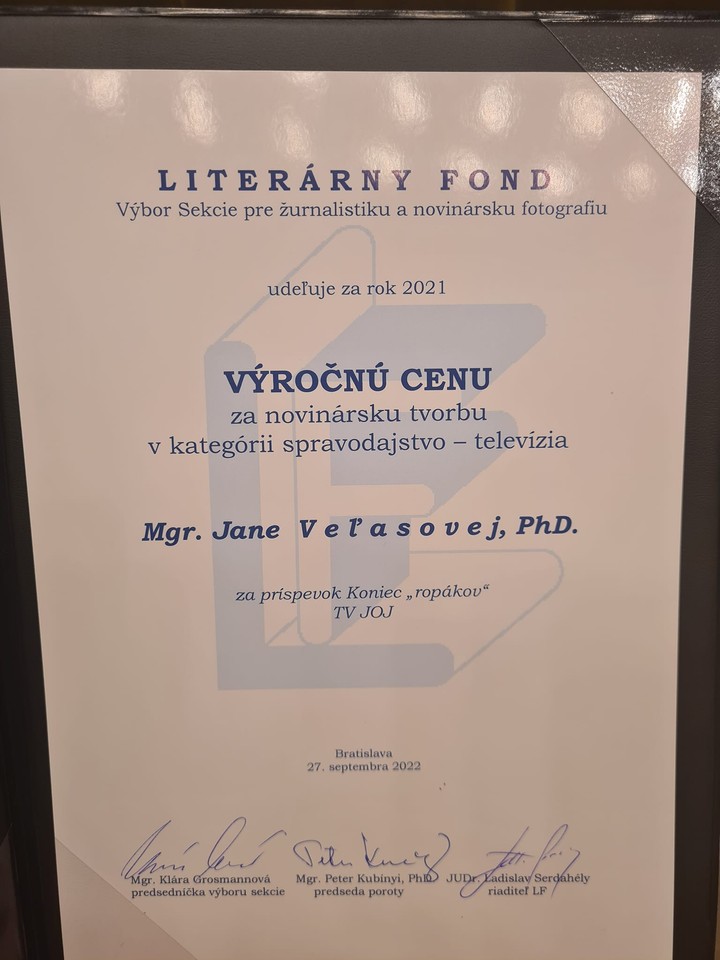 LITERÁRNY FOND
Výbor Sekcie pre žurnalistiku a novinársku fotografiu
udeľuje za rok 2021
VÝROČNÚ CENU
za novinársku tvorbu
v kategórii spravodajstvo – televízia
Mgr. Jane Veľasovej, PhD.
za príspevok Koniec „ropákov“
TV JOJ
Bratislava
27. septembra 2022
Mgr. Klára Grosmannová Mgr. Peter Kubínyi, PhD. JUDr. Ladislav Serdahély
predsedníčka výboru sekcie predseda poroty riaditeľ LF